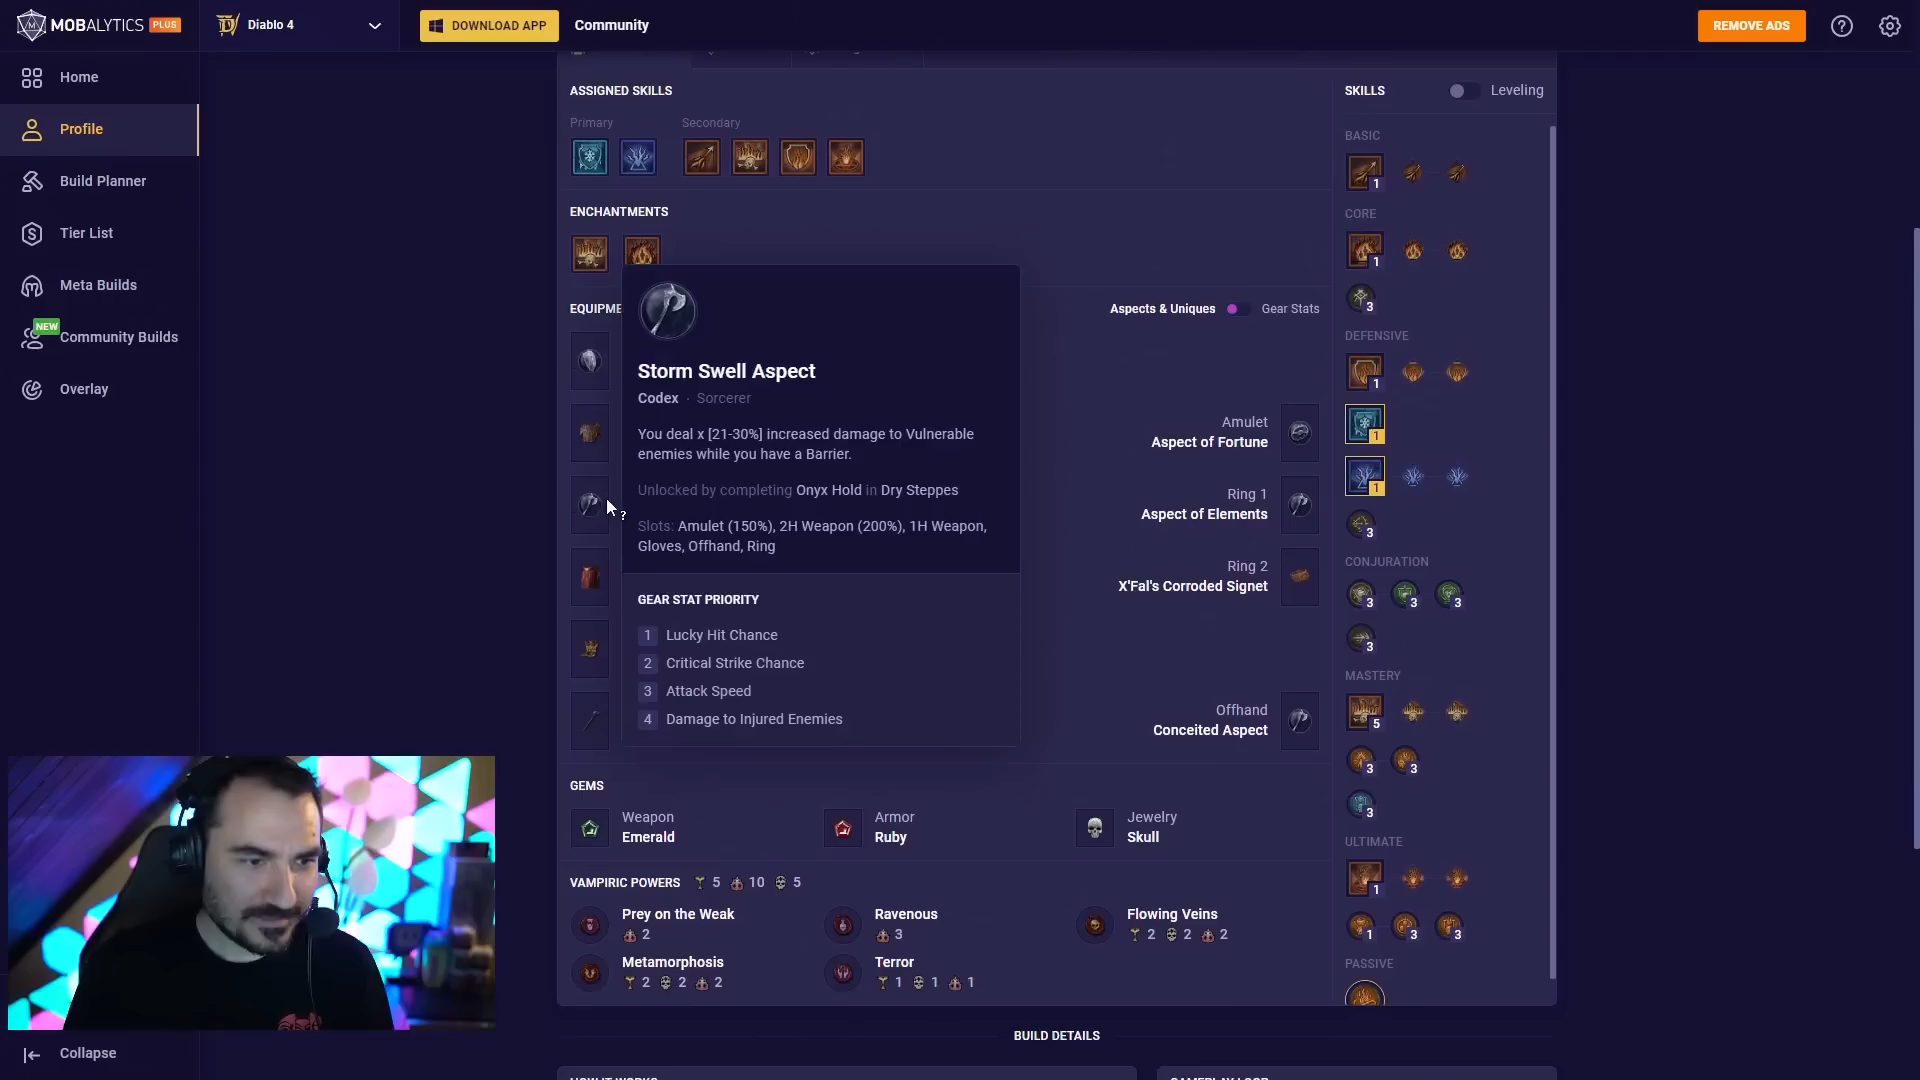 MOBALYTICS PLUS
Diablo 4
DOWNLOAD APP
Community
REMOVE ADS
Home
Profile
Build Planner
Tier List
Meta Builds
NEW
Community Builds
Overlay
Collapse
ASSIGNED SKILLS
Primary
Secondary
ENCHANTMENTS
Aspects & Uniques
Gear Stats
Storm Swell Aspect
Codex · Sorcerer
You deal x [21-30%] increased damage to Vulnerable
enemies while you have a Barrier.
Unlocked by completing Onyx Hold in Dry Steppes
Slots: Amulet (150%), 2H Weapon (200%), 1H Weapon,
Gloves, Offhand, Ring
GEAR STAT PRIORITY
1 Lucky Hit Chance
2 Critical Strike Chance
3 Attack Speed
4 Damage to Injured Enemies
Amulet
Aspect of Fortune
Ring 1
Aspect of Elements
Ring 2
X'Fal's Corroded Signet
Offhand
Conceited Aspect
GEMS
Weapon
Emerald
Armor
Ruby
Jewelry
Skull
VAMPIRIC POWERS 5 10 5
Prey on the Weak
2
Ravenous
3
Flowing Veins
2 2 2
Metamorphosis
2 2 2
Terror
1 1 1
SKILLS
Leveling
BASIC
1
CORE
1
3
DEFENSIVE
1
1
1
3
CONJURATION
3 3 3
3
MASTERY
5
3 3
3
ULTIMATE
1
1 3 3
PASSIVE
BUILD DETAILS